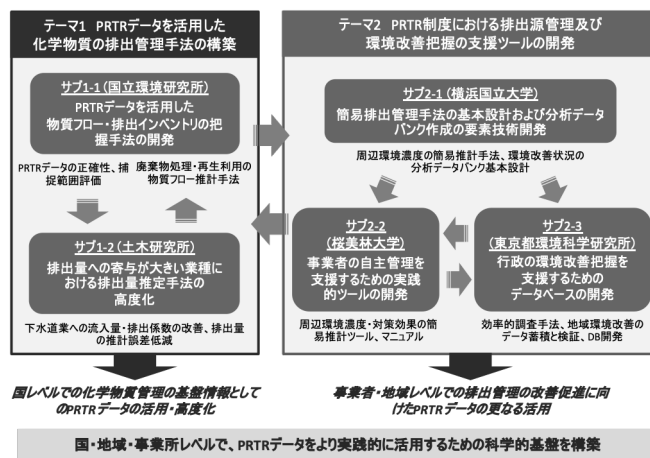 テーマ1　PRTRデータを活用した
化学物質の排出管理手法の構築
サブ1-1（国立環境研究所）
PRTRデータを活用した
物質フロー・排出インベントリの把
握手法の開発
PRTRデータの正確性、捕
捉範囲評価
廃棄物処理・再生利用の
物質フロー推計手法
サブ1-2（土木研究所）
排出量への寄与が大きい業種に
おける排出量推定手法の
高度化
下水道業への流入量・排出係数の改善、排出量
の推計誤差低減
国レベルでの化学物質管理の基盤情報として
のPRTRデータの活用・高度化
テーマ2　PRTR制度における排出源管理及び
環境改善把握の支援ツールの開発
サブ2-1（横浜国立大学）
簡易排出管理手法の基本設計および分析データ
バンク作成の要素技術開発
周辺環境濃度の簡易推計手法、環境改善状況の
分析データバンク基本設計
サブ2-2
（桜美林大学）
事業者の自主管理を
支援するための実践
的ツールの開発
周辺環境濃度・対策効果の簡
易推計ツール、マニュアル
サブ2-3
（東京都環境科学研究所）
行政の環境改善把握を
支援するための
データベースの開発
効率的調査手法、地域環境改善の
データ蓄積と検証、DB開発
事業者・地域レベルでの排出管理の改善促進に向
けたPRTRデータの更なる活用
国・地域・事業所レベルで、PRTRデータをより実践的に活用するための科学的基盤を構築